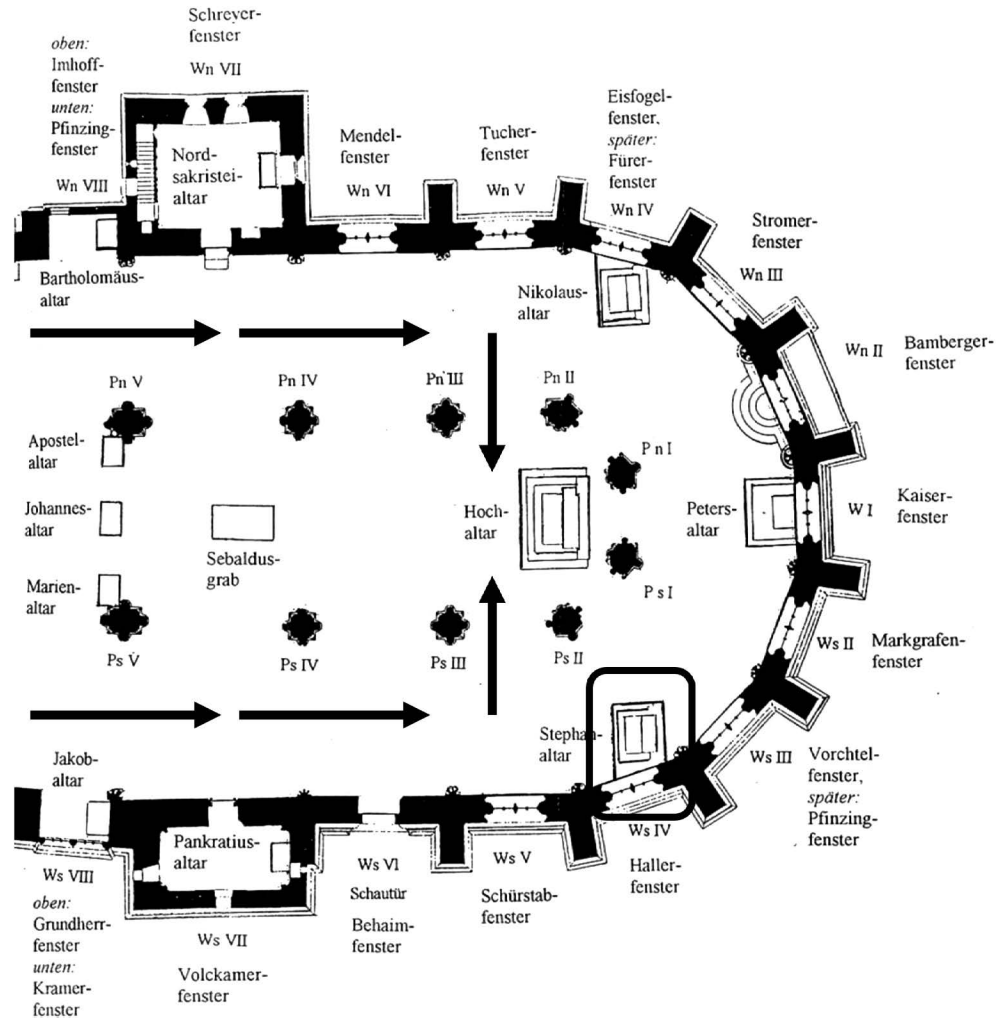 Schreyer-
fenster
Wn VII
oben:
Imhoff-
fenster
unten:
Pfinzing-
fenster
Wn VIII
Nord-
sakristei-
altar
Mendel-
fenster
Wn VI
Tucher-
fenster
Wn V
Eisfogel-
fenster,
später:
Fürer-
fenster
Wn IV
Stromer-
fenster
Wn III
Bartholomäus-
altar
Nikolaus-
altar
Wn II
Bamberger-
fenster
Pn V
Pn IV
Pn III
Pn II
Pn I
Apostel-
altar
Johannes-
altar
Sebaldus-
grab
Hoch-
altar
Peters-
altar
W I
Kaiser-
fenster
Marien-
altar
Ps I
Ps V
Ps IV
Ps III
Ps II
Ws II
Markgrafen-
fenster
Stephan-
altar
Ws III
Vorchtel-
fenster,
später:
Pfinzing-
fenster
Jakob-
altar
Pankratius-
altar
Ws IV
Haller-
fenster
Ws V
Schürstab-
fenster
Ws VI
Schautür
Behaim-
fenster
Ws VII
Volckamer-
fenster
Ws VIII
oben:
Grundherr-
fenster
unten:
Kramer-
fenster